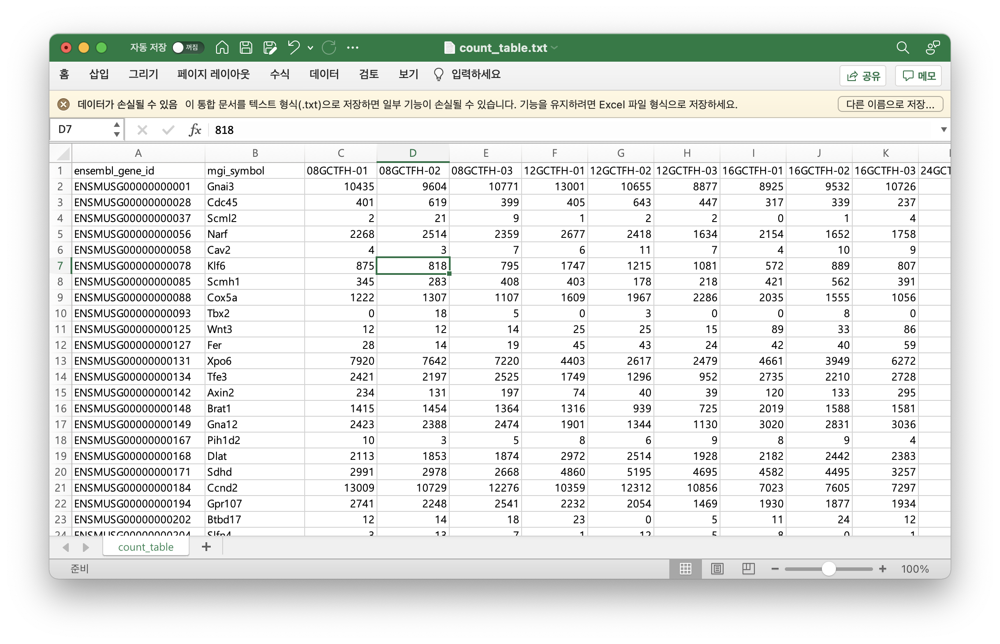 자동 저장 꺼짐 count_table.txt
홈 삽입 그리기 페이지 레이아웃 수식 데이터 검토 보기 입력하세요 공유 메모
데이터가 손실될 수 있음 이 통합 문서를 텍스트 형식(.txt)으로 저장하면 일부 기능이 손실될 수 있습니다. 기능을 유지하려면 Excel 파일 형식으로 저장하세요. 다른 이름으로 저장...
D7 fx 818
A B C D E F G H I J K
1 ensembl_gene_id mgi_symbol 08GCTFH-01 08GCTFH-02 08GCTFH-03 12GCTFH-01 12GCTFH-02 12GCTFH-03 16GCTFH-01 16GCTFH-02 16GCTFH-03 24GCT
2 ENSMUSG00000000001 Gnai3 10435 9604 10771 13001 10655 8877 8925 9532 10726
3 ENSMUSG00000000028 Cdc45 401 619 399 405 643 447 317 339 237
4 ENSMUSG00000000037 Scml2 2 21 9 1 2 2 0 1 4
5 ENSMUSG00000000056 Narf 2268 2514 2359 2677 2418 1634 2154 1652 1758
6 ENSMUSG00000000058 Cav2 4 3 7 6 11 7 4 10 9
7 ENSMUSG00000000078 Klf6 875 818 795 1747 1215 1081 572 889 807
8 ENSMUSG00000000085 Scmh1 345 283 408 403 178 218 421 562 391
9 ENSMUSG00000000088 Cox5a 1222 1307 1107 1609 1967 2286 2035 1555 1056
10 ENSMUSG00000000093 Tbx2 0 18 5 0 3 0 0 8 0
11 ENSMUSG00000000125 Wnt3 12 12 14 25 25 15 89 33 86
12 ENSMUSG00000000127 Fer 28 14 19 45 43 24 42 40 59
13 ENSMUSG00000000131 Xpo6 7920 7642 7220 4403 2617 2479 4661 3949 6272
14 ENSMUSG00000000134 Tfe3 2421 2197 2525 1749 1296 952 2735 2210 2728
15 ENSMUSG00000000142 Axin2 234 131 197 74 40 39 120 133 295
16 ENSMUSG00000000148 Brat1 1415 1454 1364 1316 939 725 2019 1588 1581
17 ENSMUSG00000000149 Gna12 2423 2388 2474 1901 1344 1130 3020 2831 3036
18 ENSMUSG00000000167 Pih1d2 10 3 5 8 6 9 8 9 4
19 ENSMUSG00000000168 Dlat 2113 1853 1874 2972 2514 1928 2182 2442 2383
20 ENSMUSG00000000171 Sdhd 2991 2978 2668 4860 5195 4695 4582 4495 3257
21 ENSMUSG00000000184 Ccnd2 13009 10729 12276 10359 12312 10856 7023 7605 7297
22 ENSMUSG00000000194 Gpr107 2741 2248 2541 2232 2054 1469 1930 1877 1934
23 ENSMUSG00000000202 Btbd17 12 14 18 23 0 5 11 24 12
24 ENSMUSG00000000204 Slfn4 3 13 7 1 12 5 8 0 1
count_table
준비 100%